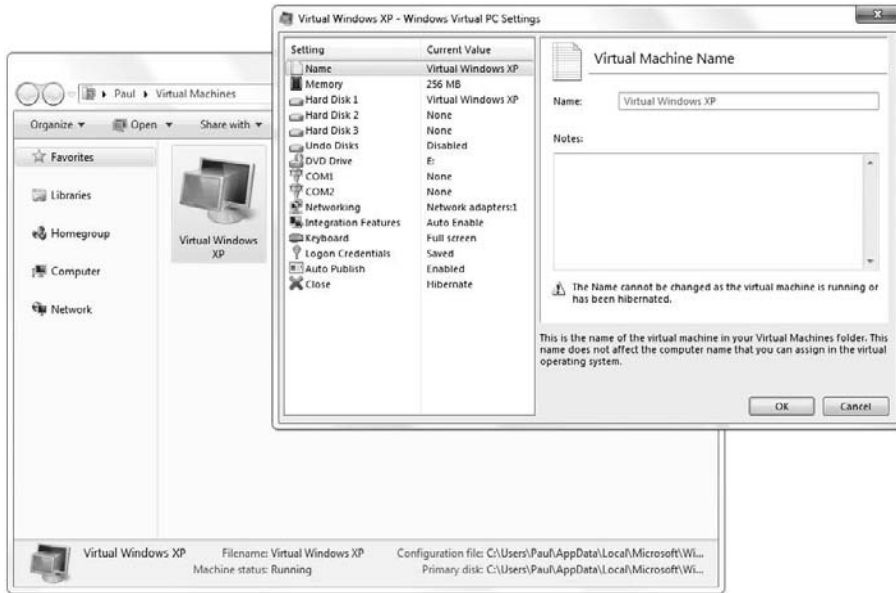 Virtual Windows XP - Windows Virtual PC Settings
x
Setting Current Value
Name Virtual Windows XP
Memory 256 MB
Hard Disk 1 Virtual Windows XP
Hard Disk 2 None
Hard Disk 3 None
Undo Disks Disabled
DVD Drive E:
COM1 None
COM2 None
Networking Network adapters:1
Integration Features Auto Enable
Keyboard Full screen
Logon Credentials Saved
Auto Publish Enabled
Close Hibernate
Virtual Machine Name
Name: Virtual Windows XP
Notes:
The Name cannot be changed as the virtual machine is running or
has been hibernated.
This is the name of the virtual machine in your Virtual Machines folder. This
name does not affect the computer name that you can assign in the virtual
operating system.
OK Cancel
Paul Virtual Machines
Organize Open Share with
Favorites
Libraries
Homegroup
Computer
Network
Virtual Windows
XP
Virtual Windows XP Filename: Virtual Windows XP Configuration file: C:\Users\Paul\AppData\Local\Microsoft\Wi...
Machine status: Running Primary disk: C:\Users\Paul\AppData\Local\Microsoft\Wi...